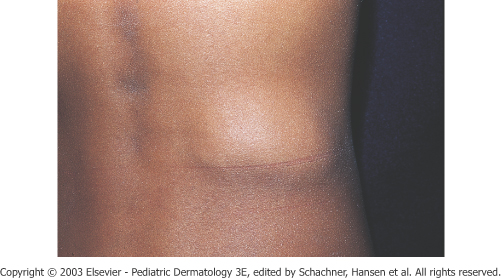 Copyright © 2003 Elsevier - Pediatric Dermatology 3E, edited by Schachner, Hansen et al. All rights reserved.